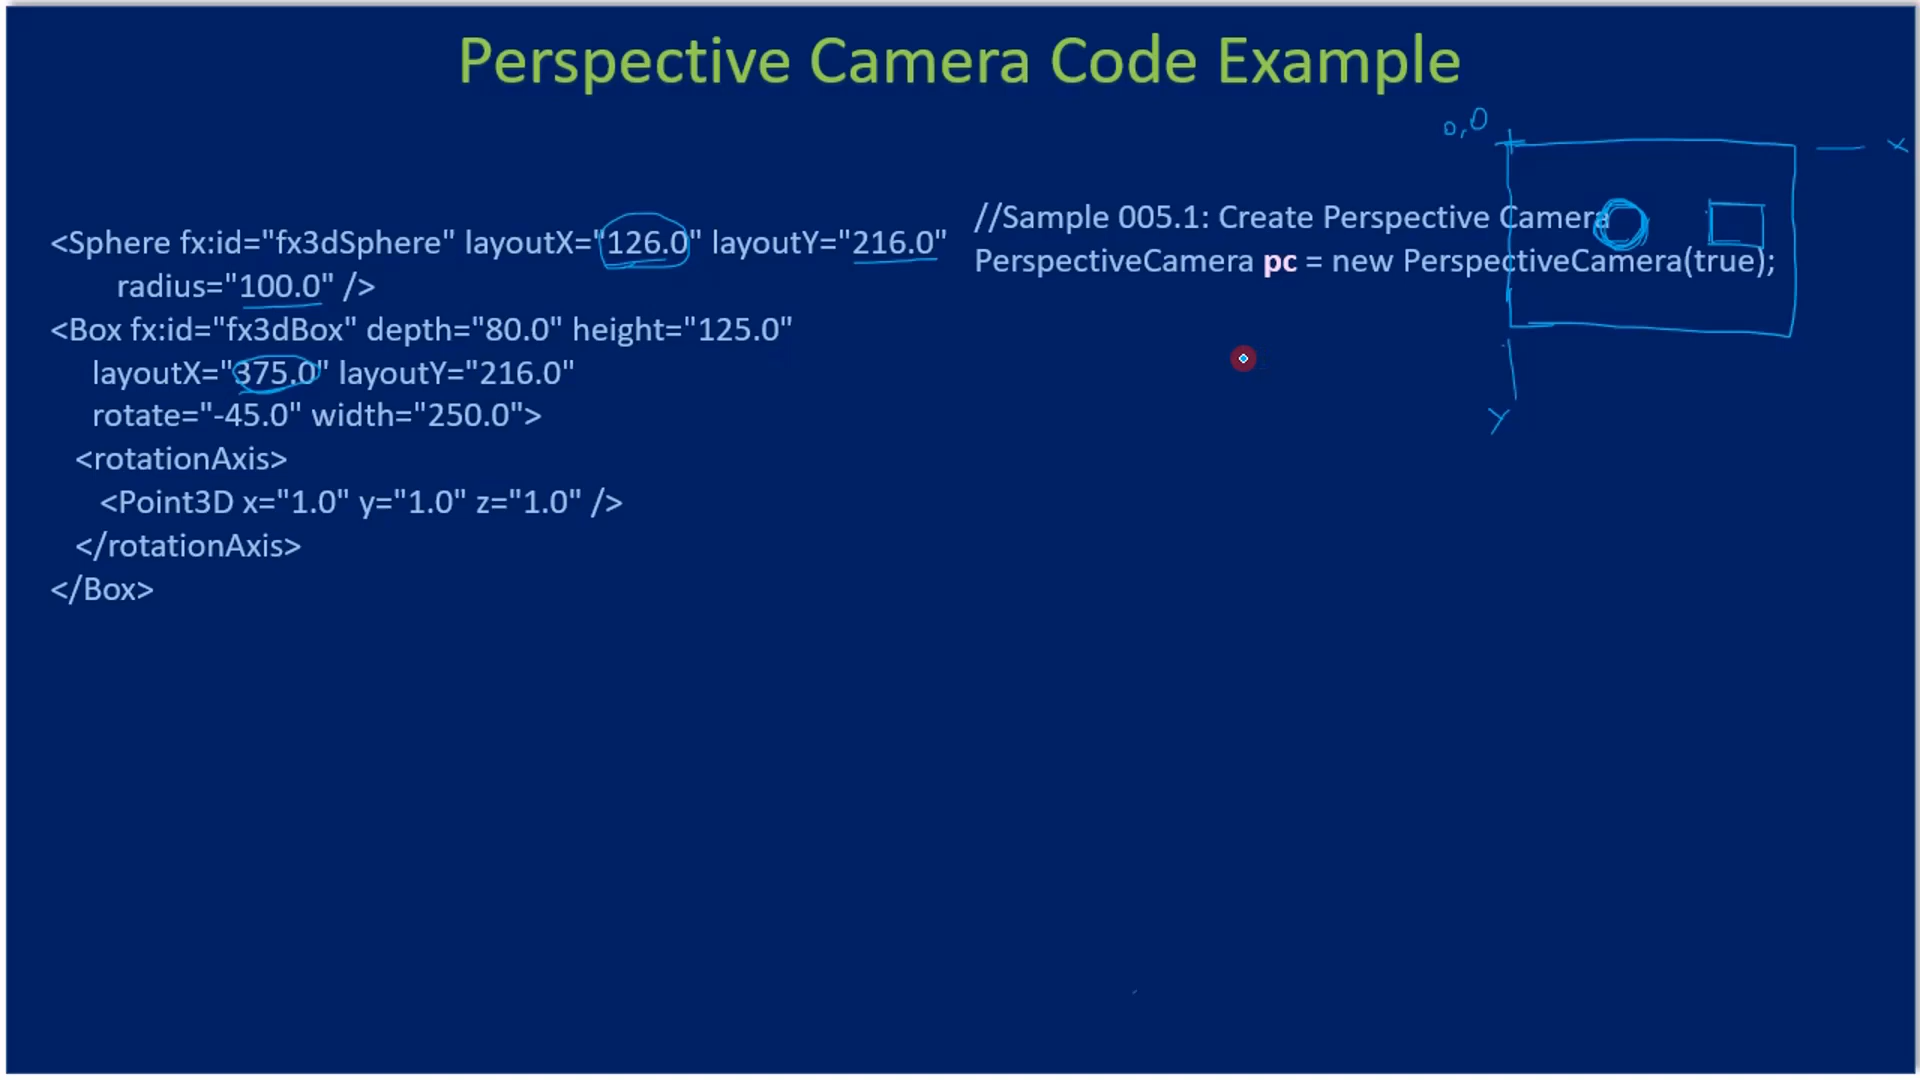 Perspective Camera Code Example
<Sphere fx:id="fx3dSphere" layoutX="126.0" layoutY="216.0"
radius="100.0" />
<Box fx:id="fx3dBox" depth="80.0" height="125.0"
layoutX="375.0" layoutY="216.0"
rotate="-45.0" width="250.0">
<rotationAxis>
<Point3D x="1.0" y="1.0" z="1.0" />
</rotationAxis>
</Box>
//Sample 005.1: Create Perspective Camera
PerspectiveCamera pc = new PerspectiveCamera(true);
0,0
x
Y